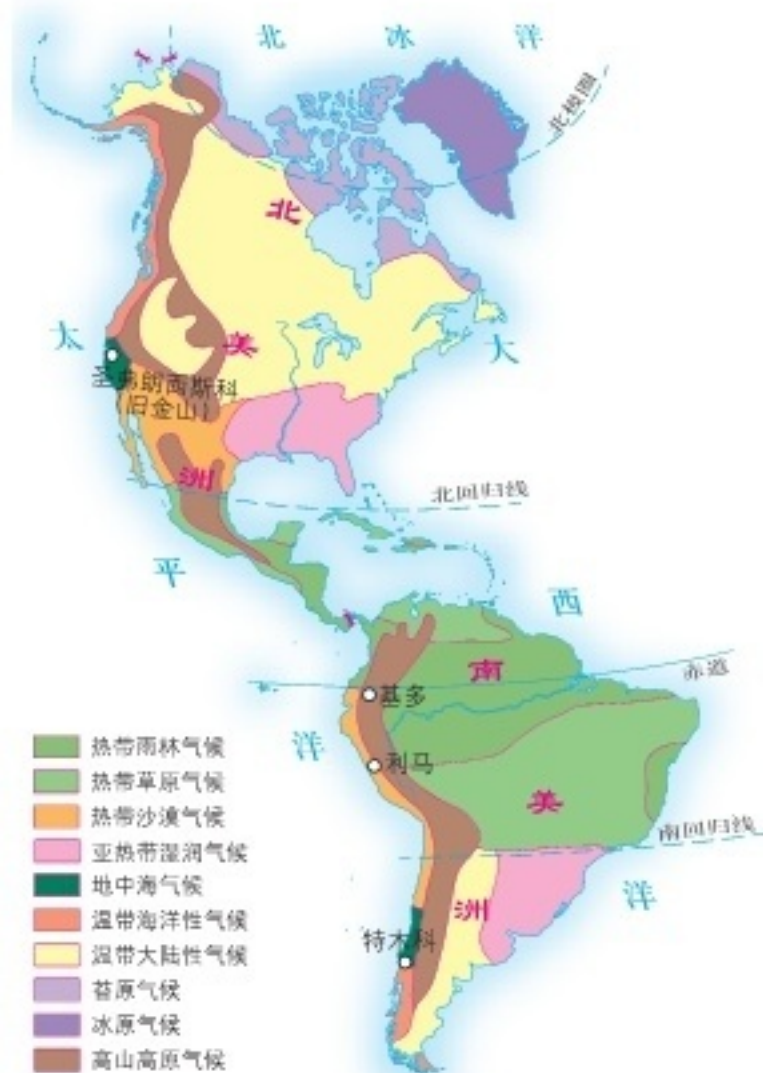 北 冰 洋
北极圈
北
太
美
大
圣弗朗西斯科
(旧金山)
洲
北回归线
平
西
南
赤道
基多
洋
利马
美
南回归线
洲
洋
特木科
热带雨林气候
热带草原气候
热带沙漠气候
亚热带湿润气候
地中海气候
温带海洋性气候
温带大陆性气候
苔原气候
冰原气候
高山高原气候